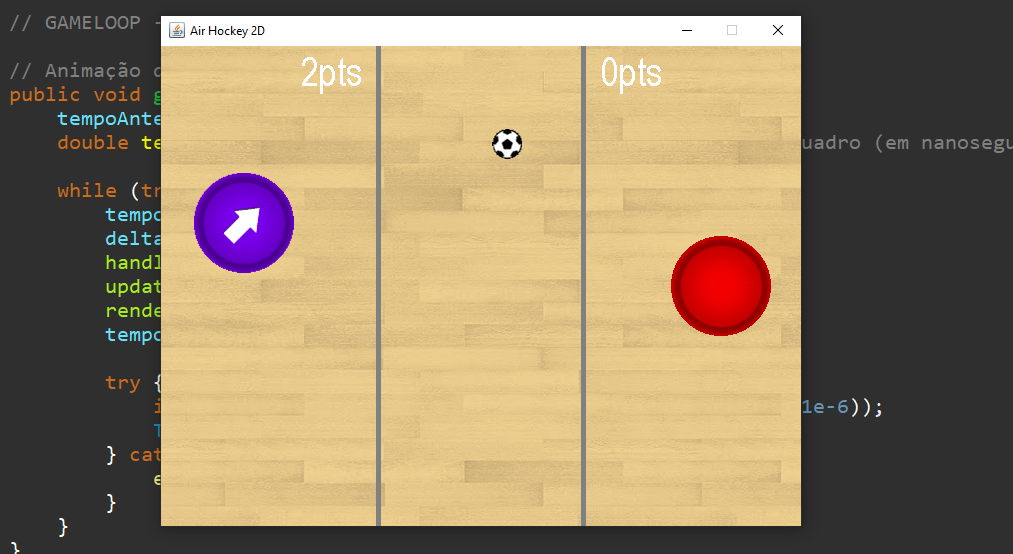 // GAMELOOP -
Air Hockey 2D
2pts 0pts
// Animação
public void g
tempoAnte
double te uadro (em nanosegu
while (tr
tempo
delta
handl
updat
rende
tempo
try {
i 1e-6));
} cat
e
}
}
}